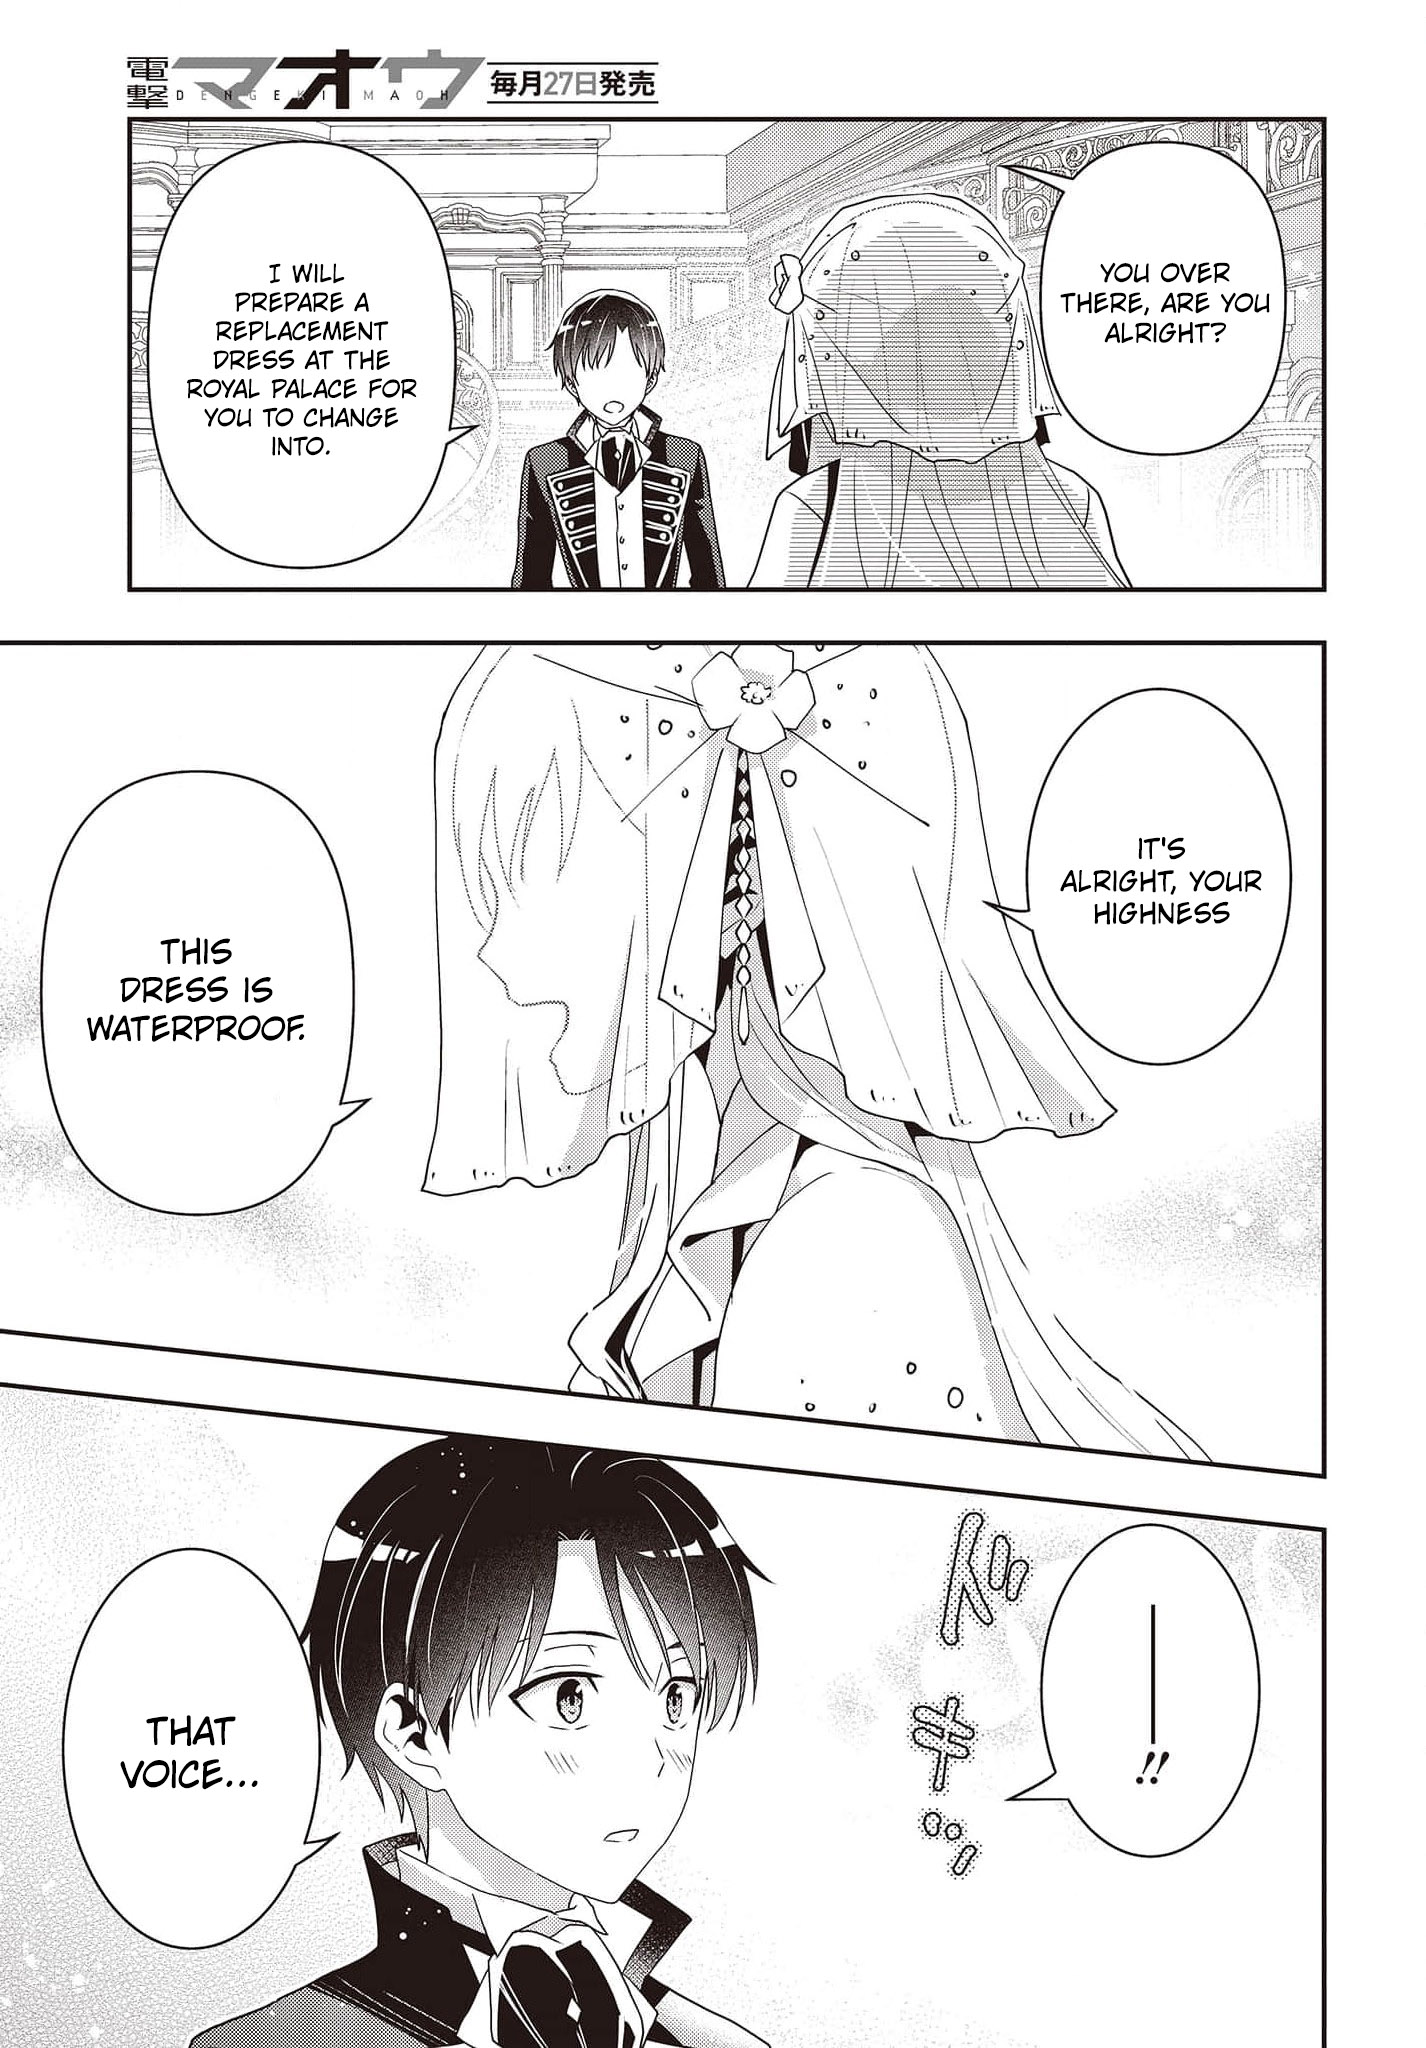 電撃マオウ
DENGEKI MAOH
毎月27日発売
YOU OVER
THERE, ARE YOU
ALRIGHT?
I WILL
PREPARE A
REPLACEMENT
DRESS AT THE
ROYAL PALACE FOR
YOU TO CHANGE
INTO.
IT'S
ALRIGHT, YOUR
HIGHNESS
THIS
DRESS IS
WATERPROOF.
—!!
ドキッ
THAT
VOICE...